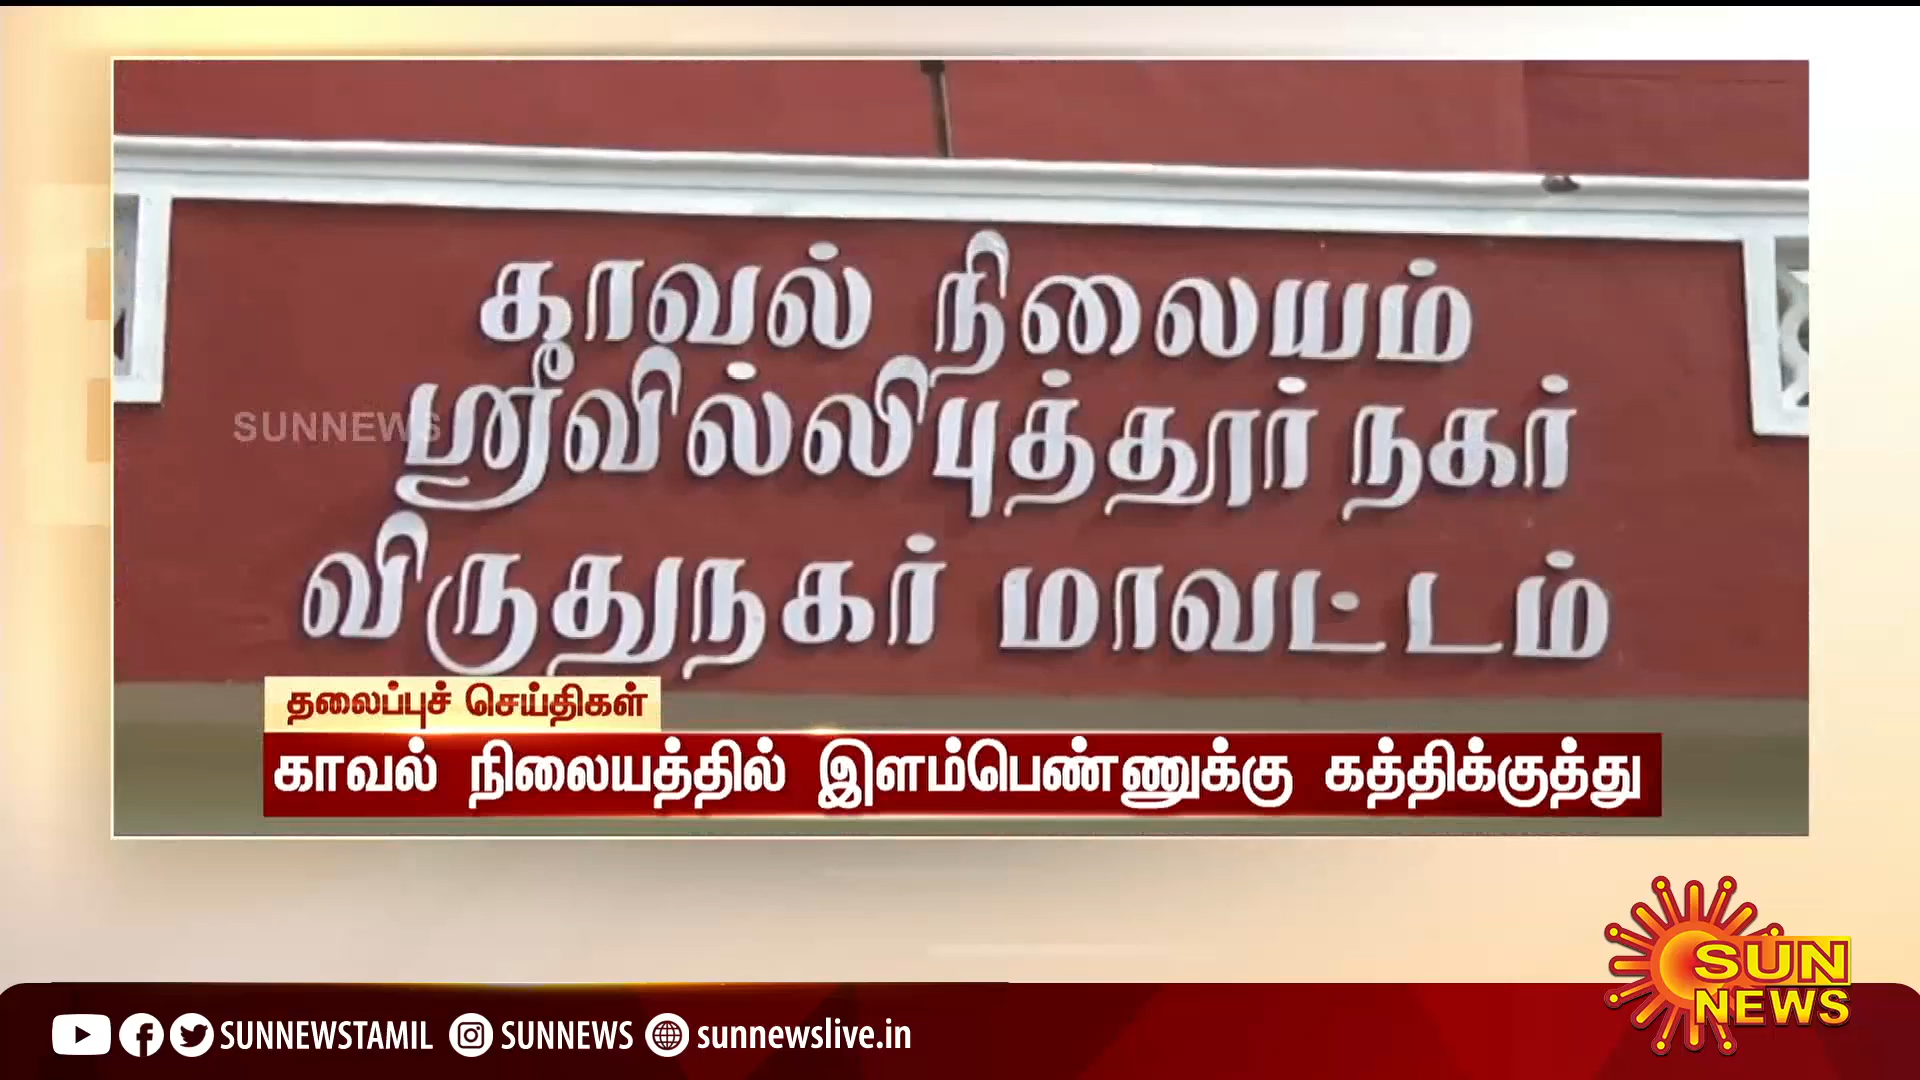 காவல் நிலையம்
ஸ்ரீவில்லிபுத்தூர் நகர்
SUNNEWS
விருதுநகர் மாவட்டம்
தலைப்புச் செய்திகள்
காவல் நிலையத்தில் இளம்பெண்ணுக்கு கத்திக்குத்து
SUN
NEWS
SUNNEWSTAMIL SUNNEWS sunnewslive.in